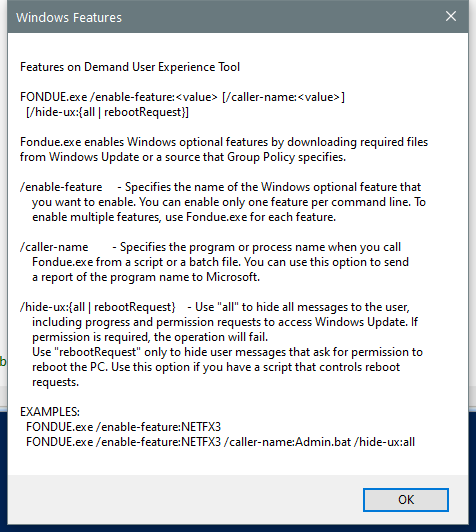 Windows Features
Features on Demand User Experience Tool
FONDUE.exe /enable-feature:<value> [/caller-name:<value>]
[/hide-ux:{all | rebootRequest}]
Fondue.exe enables Windows optional features by downloading required files
from Windows Update or a source that Group Policy specifies.
/enable-feature - Specifies the name of the Windows optional feature that
you want to enable. You can enable only one feature per command line. To
enable multiple features, use Fondue.exe for each feature.
/caller-name - Specifies the program or process name when you call
Fondue.exe from a script or a batch file. You can use this option to send
a report of the program name to Microsoft.
/hide-ux:{all | rebootRequest} - Use "all" to hide all messages to the user,
including progress and permission requests to access Windows Update. If
permission is required, the operation will fail.
Use "rebootRequest" only to hide user messages that ask for permission to
reboot the PC. Use this option if you have a script that controls reboot
requests.
EXAMPLES:
FONDUE.exe /enable-feature:NETFX3
FONDUE.exe /enable-feature:NETFX3 /caller-name:Admin.bat /hide-ux:all
OK